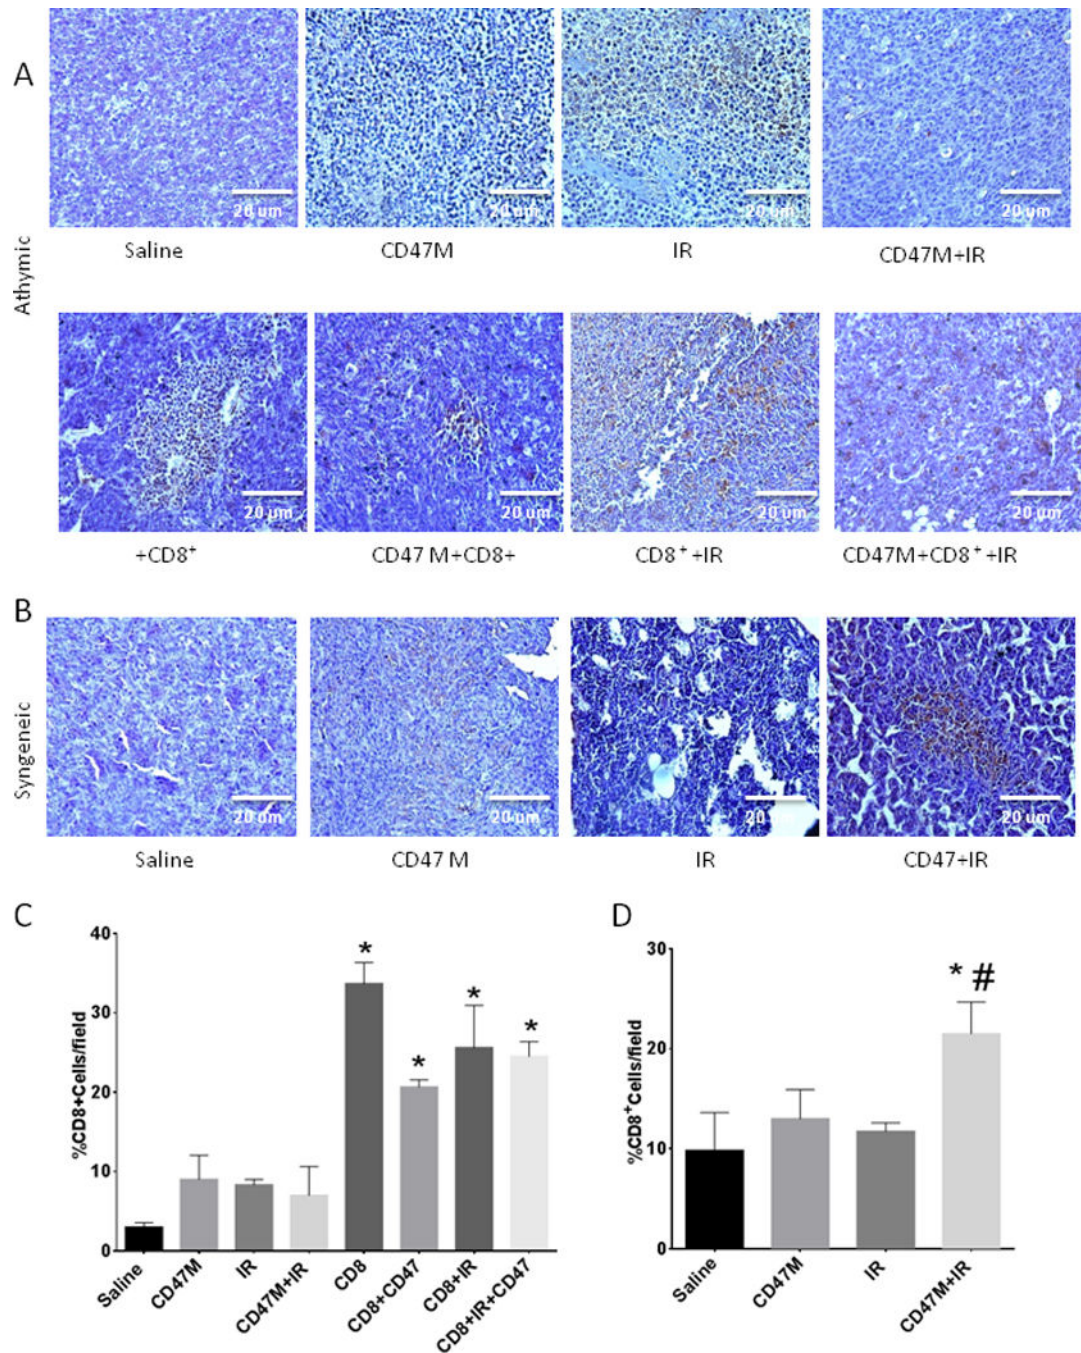 A
Athymic
20 um
20 um
20 um
20 um
Saline
CD47M
IR
CD47M+IR
20 um
20 um
20 um
20 um
+CD8+
CD47 M+CD8+
CD8+ +IR
CD47M+CD8+ +IR
B
Syngeneic
20 um
20 um
20 um
20 um
Saline
CD47 M
IR
CD47+IR
C
%CD8+Cells/field
40
30
20
10
0
*
*
*
*
Saline
CD47M
IR
CD47M+IR
CD8
CD8+CD47
CD8+IR
CD8+IR+CD47
D
%CD8+Cells/field
30
20
10
0
* #
Saline
CD47M
IR
CD47M+IR